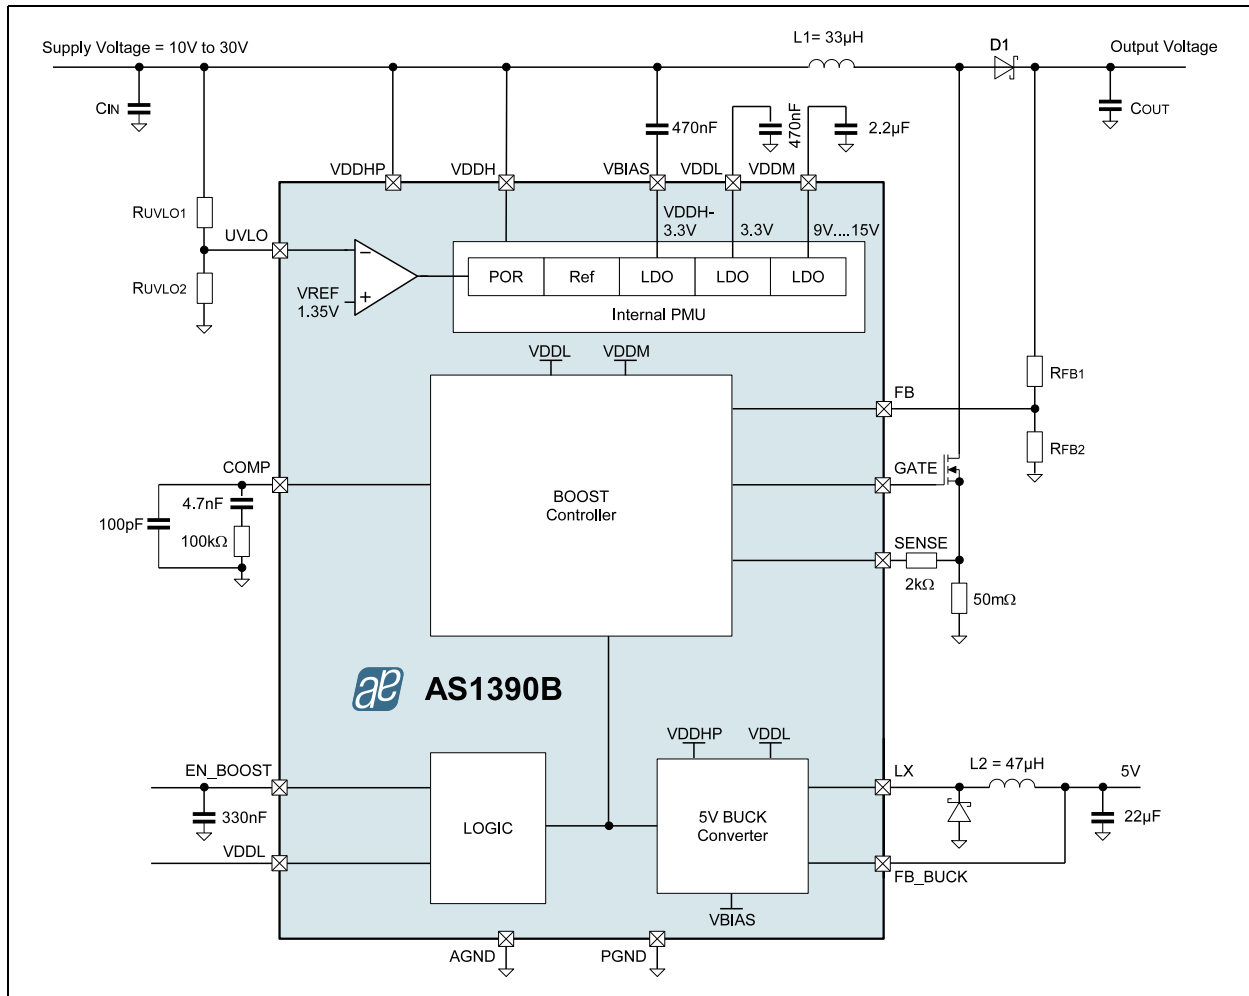 Supply Voltage = 10V to 30V
L1= 33µH
D1
Output Voltage
CIN
470nF
470nF
2.2µF
COUT
VDDHP
VDDH
VBIAS
VDDL
VDDM
RUVLO1
UVLO
RUVLO2
VDDH-
3.3V
3.3V
9V....15V
VREF
1.35V
POR
Ref
LDO
LDO
LDO
Internal PMU
VDDL
VDDM
RFB1
FB
RFB2
COMP
GATE
4.7nF
100pF
100kΩ
BOOST
Controller
SENSE
2kΩ
50mΩ
ae AS1390B
VDDHP
VDDL
EN_BOOST
LX
L2 = 47µH
5V
330nF
LOGIC
5V BUCK
Converter
22µF
VDDL
FB_BUCK
VBIAS
AGND
PGND